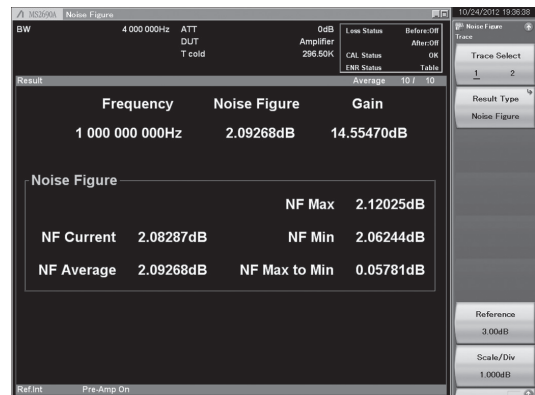 MS2690A Noise Figure
10/24/2012 19:36:38
BW 4 000 000Hz ATT 0dB
DUT Amplifier
T cold 296.50K
Loss Status Before:Off
After:Off
CAL Status OK
ENR Status Table
Result Average 10 / 10
Frequency Noise Figure Gain
1 000 000 000Hz 2.09268dB 14.55470dB
Noise Figure
NF Max 2.12025dB
NF Current 2.08287dB NF Min 2.06244dB
NF Average 2.09268dB NF Max to Min 0.05781dB
Ref.Int Pre-Amp On
Noise Figure
Trace
Trace Select
1 2
Result Type
Noise Figure
Reference
3.00dB
Scale/Div
1.000dB